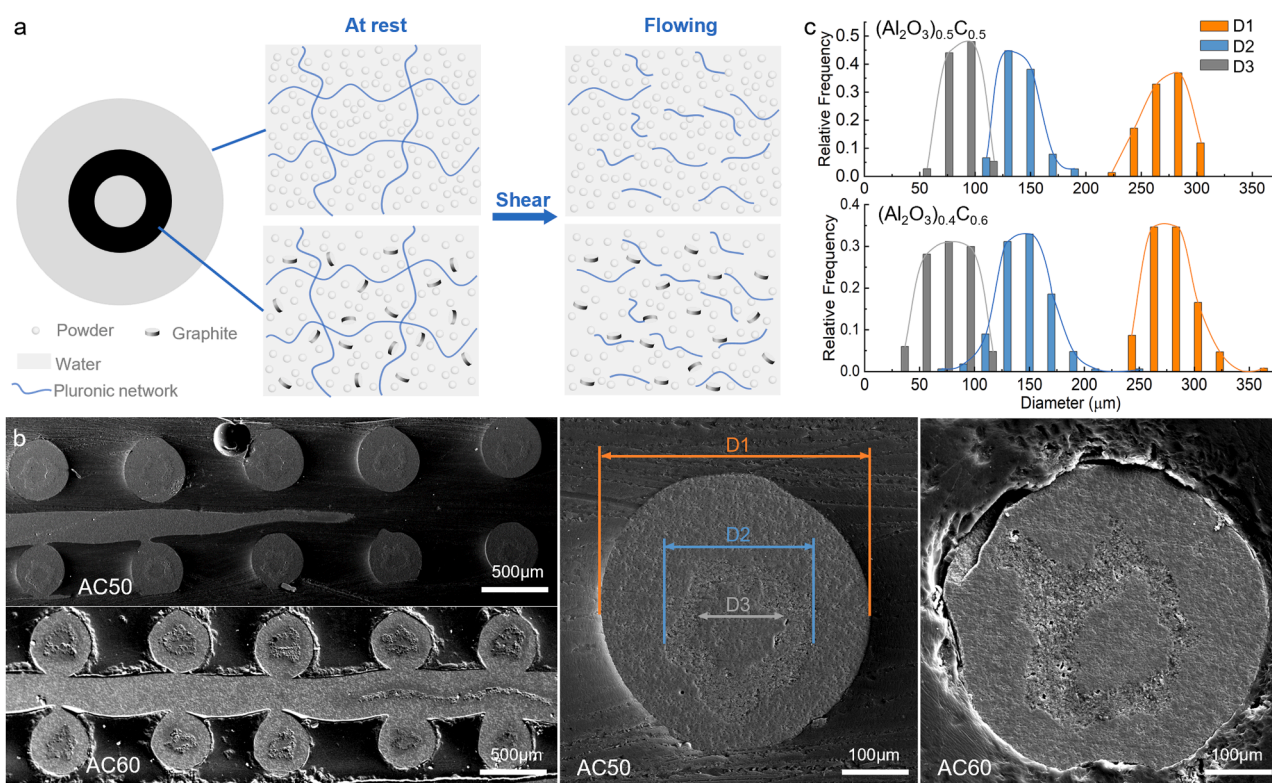 a
At rest
Flowing
Shear
Powder
Graphite
Water
Pluronic network
c
(Al₂O₃)₀.₅C₀.₅
D1
D2
D3
Relative Frequency
0.5
0.4
0.3
0.2
0.1
0.0
0 50 100 150 200 250 300 350
(Al₂O₃)₀.₄C₀.₆
Relative Frequency
0.4
0.3
0.2
0.1
0.0
0 50 100 150 200 250 300 350
Diameter (μm)
b
AC50
500μm
AC60
500μm
D1
D2
D3
AC50
100μm
AC60
100μm